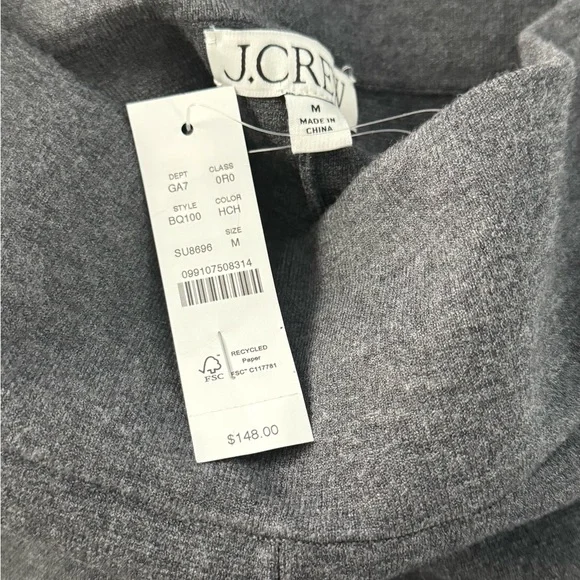 J.CREW
M
MADE IN
CHINA
DEPT CLASS
GA7 0R0
STYLE COLOR
BQ100 HCH
SIZE
SU8696 M
099107508314
RECYCLED
Paper
FSC FSC™ C117781
$148.00